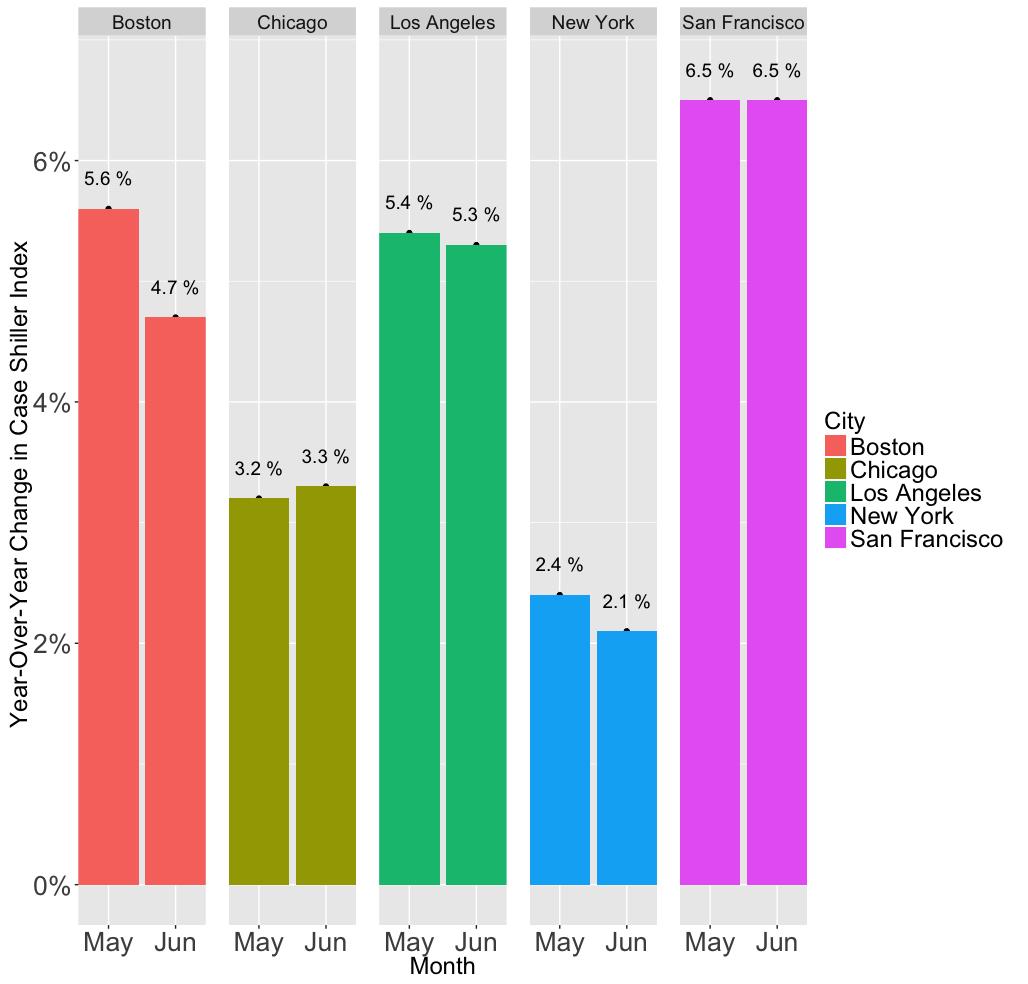 Boston
Chicago
Los Angeles
New York
San Francisco
Year-Over-Year Change in Case Shiller Index
6%
4%
2%
0%
5.6 %
4.7 %
3.2 %
3.3 %
5.4 %
5.3 %
2.4 %
2.1 %
6.5 %
6.5 %
May
Jun
May
Jun
May
Jun
May
Jun
May
Jun
Month
City
Boston
Chicago
Los Angeles
New York
San Francisco